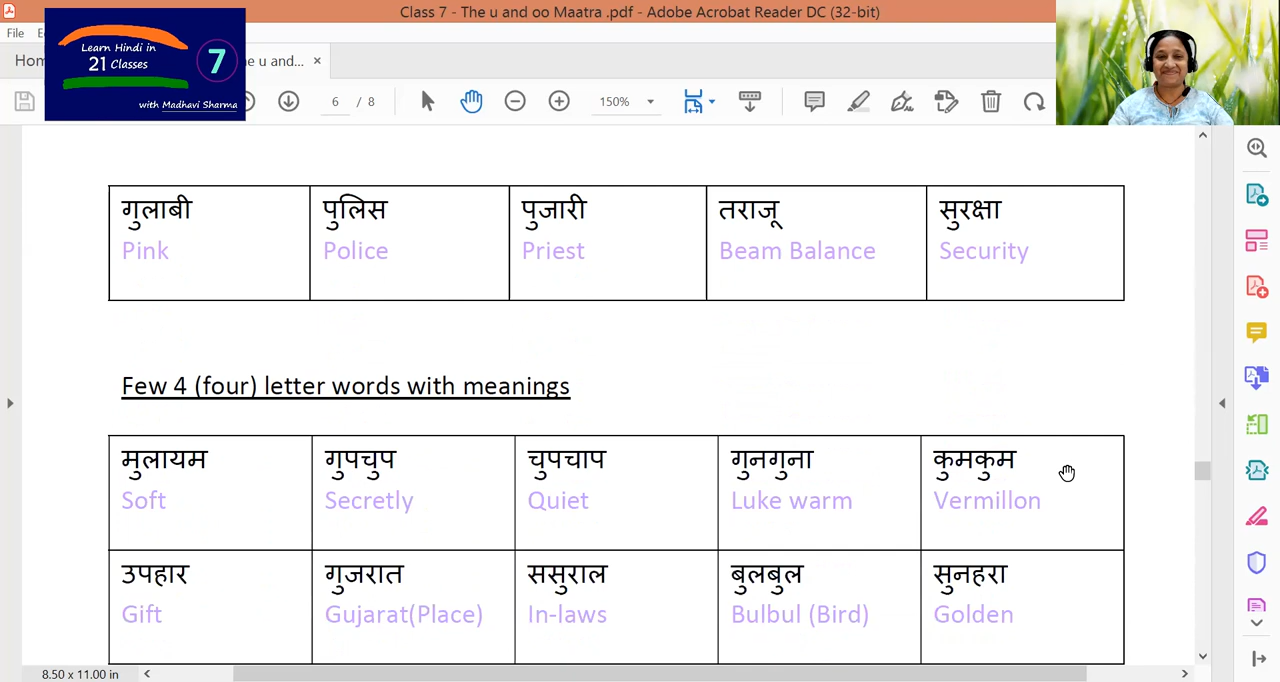 Class 7 - The u and oo Maatra .pdf - Adobe Acrobat Reader DC (32-bit)
File
Learn Hindi in
21 Classes
7
with Madhavi Sharma
he u and... ×
6 / 8
150%
गुलाबी पुलिस पुजारी तराजू सुरक्षा
Pink Police Priest Beam Balance Security
Few 4 (four) letter words with meanings
मुलायम गुपचुप चुपचाप गुनगुना कुमकुम
Soft Secretly Quiet Luke warm Vermillon
उपहार गुजरात ससुराल बुलबुल सुनहरा
Gift Gujarat(Place) In-laws Bulbul (Bird) Golden
8.50 x 11.00 in